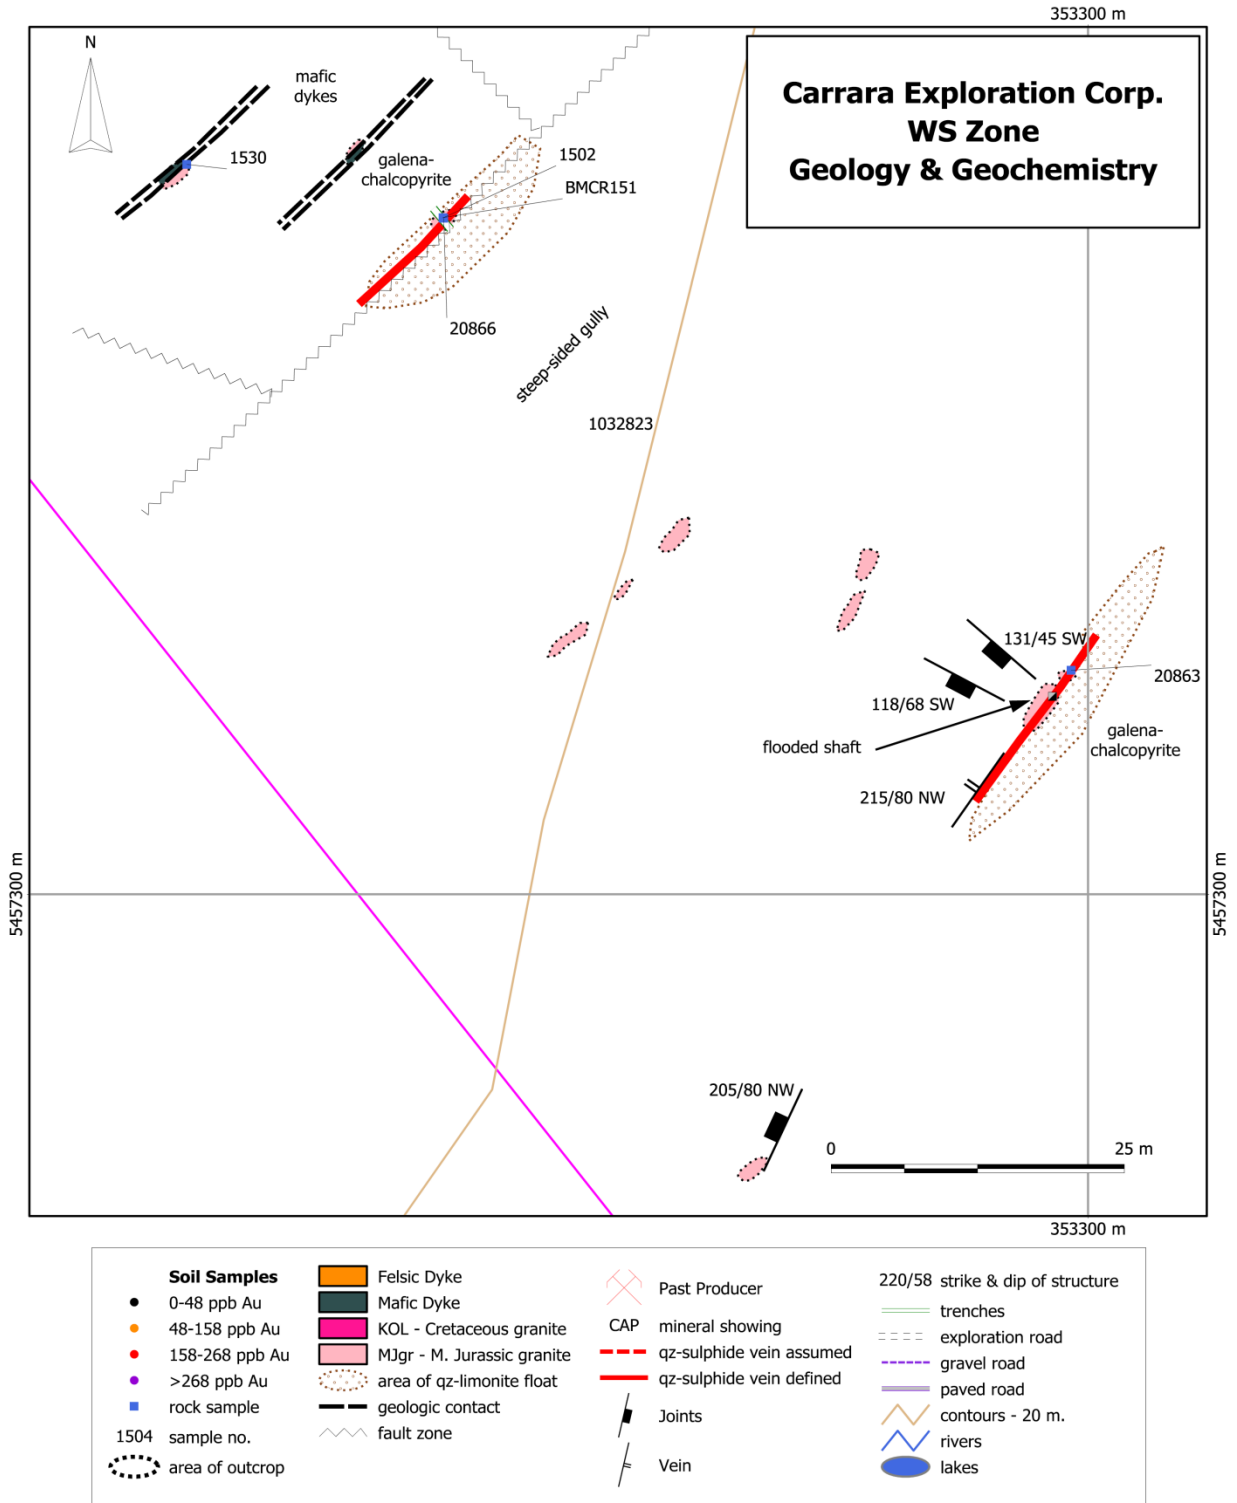 353300 m
N
Carrara Exploration Corp.
WS Zone
Geology & Geochemistry
mafic
dykes
1530
galena-
chalcopyrite
1502
BMCR151
20866
steep-sided gully
1032823
131/45 SW
20863
118/68 SW
flooded shaft
galena-
chalcopyrite
215/80 NW
5457300 m
5457300 m
205/80 NW
0
25 m
353300 m
Soil Samples
0-48 ppb Au
48-158 ppb Au
158-268 ppb Au
>268 ppb Au
rock sample
1504 sample no.
area of outcrop
Felsic Dyke
Mafic Dyke
KOL - Cretaceous granite
MJgr - M. Jurassic granite
area of qz-limonite float
geologic contact
fault zone
Past Producer
CAP mineral showing
qz-sulphide vein assumed
qz-sulphide vein defined
Joints
Vein
220/58 strike & dip of structure
trenches
exploration road
gravel road
paved road
contours - 20 m.
rivers
lakes